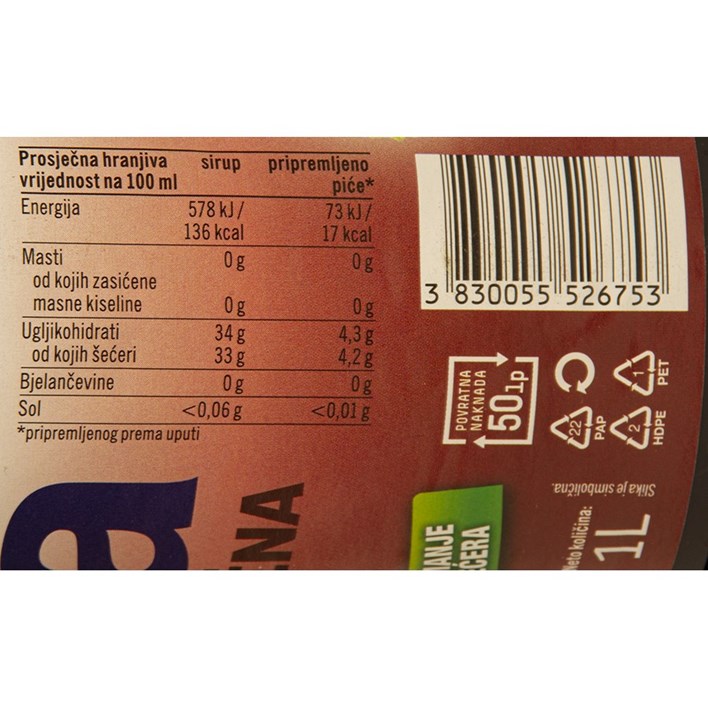 Prosječna hranjiva vrijednost na 100 ml sirup pripremljeno piće*
Energija 578 kJ / 136 kcal 73 kJ / 17 kcal
Masti 0 g 0 g
od kojih zasićene
masne kiseline 0 g 0 g
Ugljikohidrati 34 g 4,3 g
od kojih šećeri 33 g 4,2 g
Bjelančevine 0 g 0 g
Sol <0,06 g <0,01 g
*pripremljenog prema uputi
3 830055 526753
POVRATNA
NAKNADA
50 lp
22
PAP
1
PET
2
HDPE
Slika je simbolična.
Neto količina:
1L